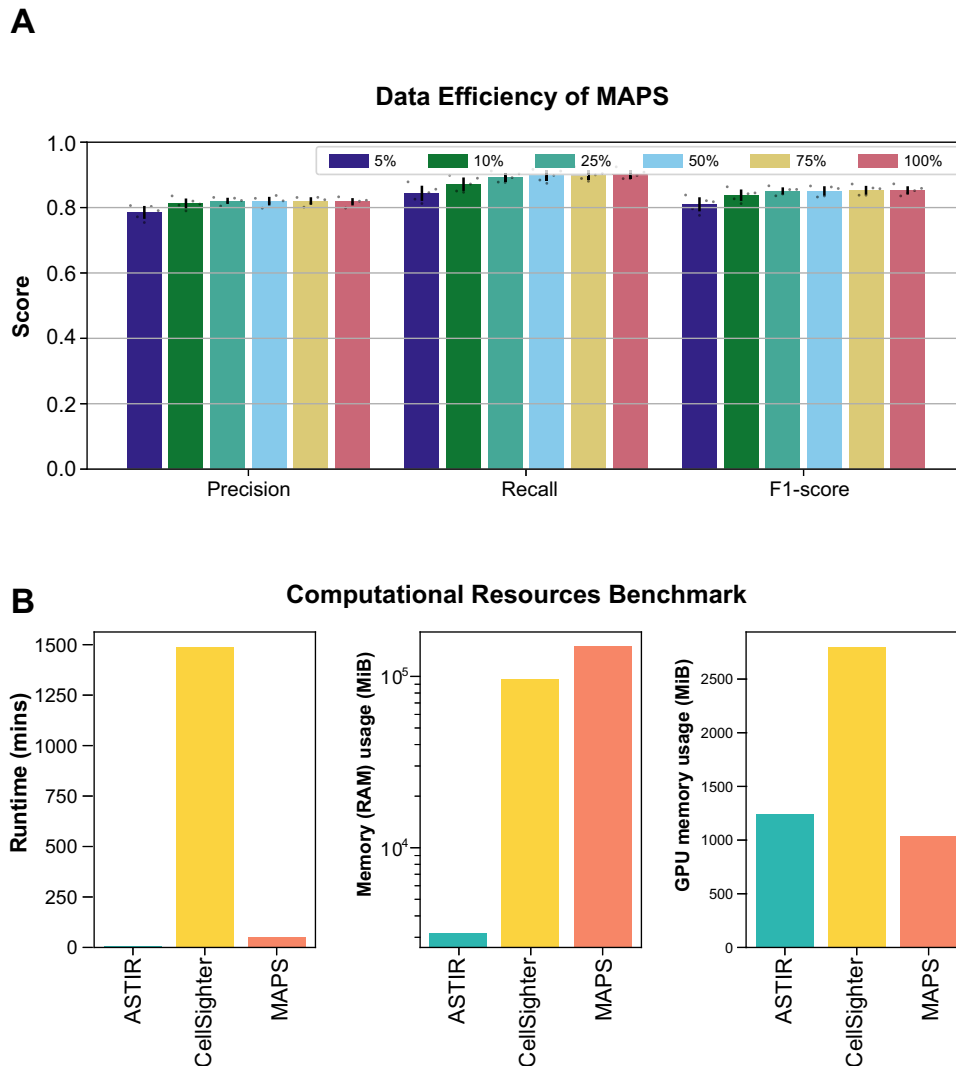 A
Data Efficiency of MAPS
Score
1.0
0.8
0.6
0.4
0.2
0.0
5% 10% 25% 50% 75% 100%
Precision Recall F1-score
B
Computational Resources Benchmark
Runtime (mins)
1500
1250
1000
750
500
250
0
ASTIR CellSighter MAPS
Memory (RAM) usage (MiB)
10⁵
10⁴
ASTIR CellSighter MAPS
GPU memory usage (MiB)
2500
2000
1500
1000
500
0
ASTIR CellSighter MAPS